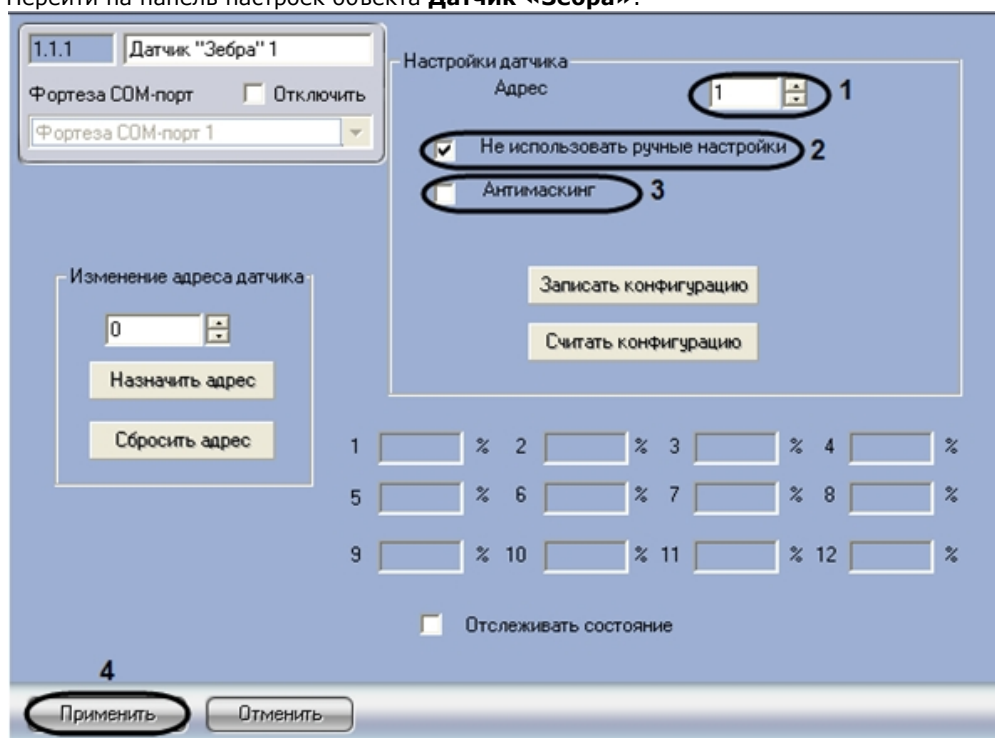 Перейти на панель настроек объекта Датчик «Зебра».
1.1.1 Датчик "Зебра" 1
Фортеза COM-порт Отключить
Фортеза COM-порт 1
Настройки датчика
Адрес 1 1
Не использовать ручные настройки 2
Антимаскинг 3
Записать конфигурацию
Считать конфигурацию
Изменение адреса датчика
0
Назначить адрес
Сбросить адрес
1 % 2 % 3 % 4 %
5 % 6 % 7 % 8 %
9 % 10 % 11 % 12 %
Отслеживать состояние
4
Применить Отменить